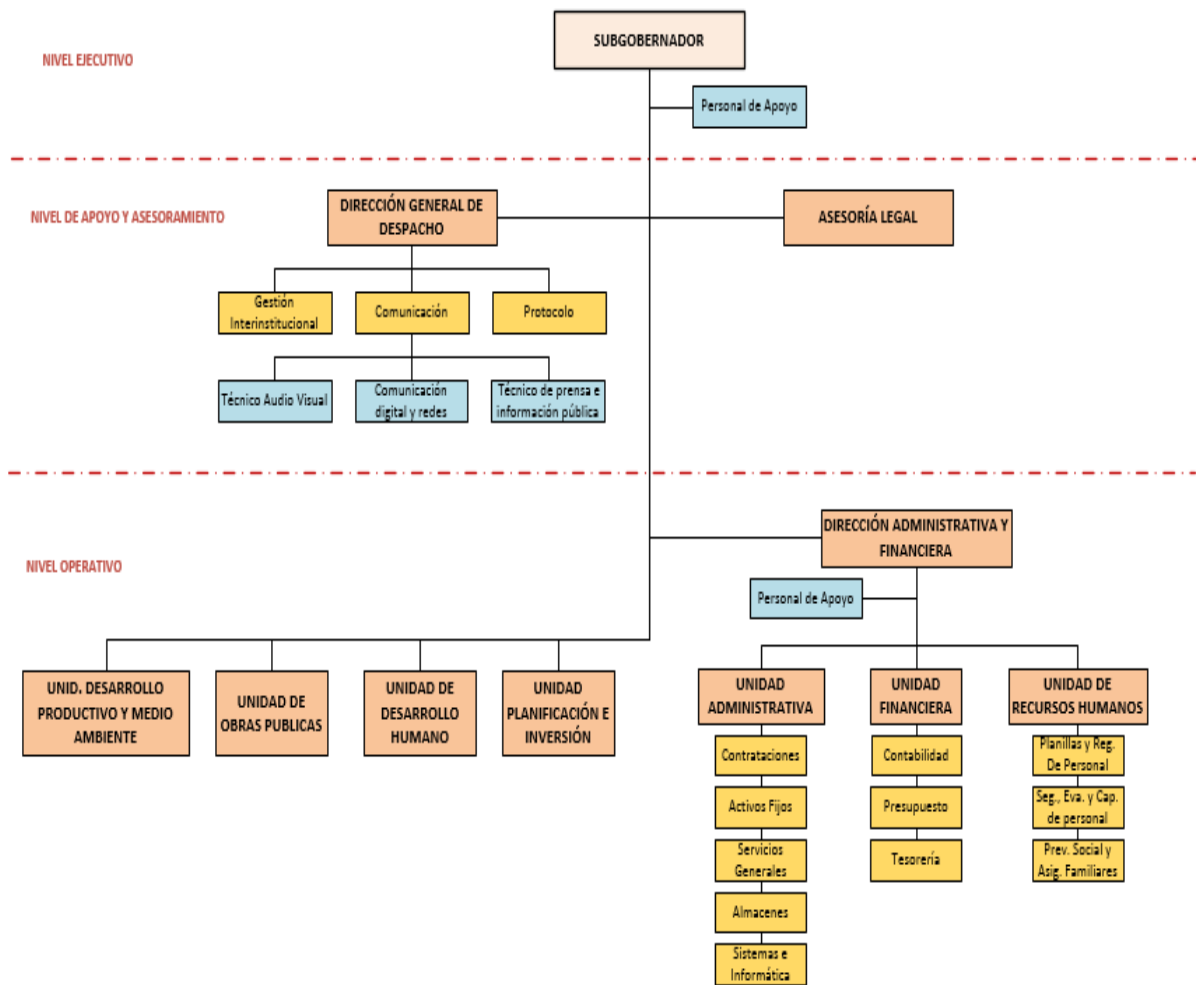 SUBGOBERNADOR
NIVEL EJECUTIVO
Personal de Apoyo
NIVEL DE APOYO Y ASESORAMIENTO
DIRECCIÓN GENERAL DE
DESPACHO
ASESORÍA LEGAL
Gestión
Interinstitucional
Comunicación
Protocolo
Técnico Audio Visual
Comunicación
digital y redes
Técnico de prensa e
información pública
NIVEL OPERATIVO
DIRECCIÓN ADMINISTRATIVA Y
FINANCIERA
Personal de Apoyo
UNID. DESARROLLO
PRODUCTIVO Y MEDIO
AMBIENTE
UNIDAD DE
OBRAS PUBLICAS
UNIDAD DE
DESARROLLO
HUMANO
UNIDAD
PLANIFICACIÓN E
INVERSIÓN
UNIDAD
ADMINISTRATIVA
UNIDAD
FINANCIERA
UNIDAD DE
RECURSOS HUMANOS
Contrataciones
Activos Fijos
Servicios
Generales
Almacenes
Sistemas e
Informática
Contabilidad
Presupuesto
Tesorería
Planillas y Reg.
De Personal
Seg., Eva. y Cap.
de personal
Prev. Social y
Asig. Familiares